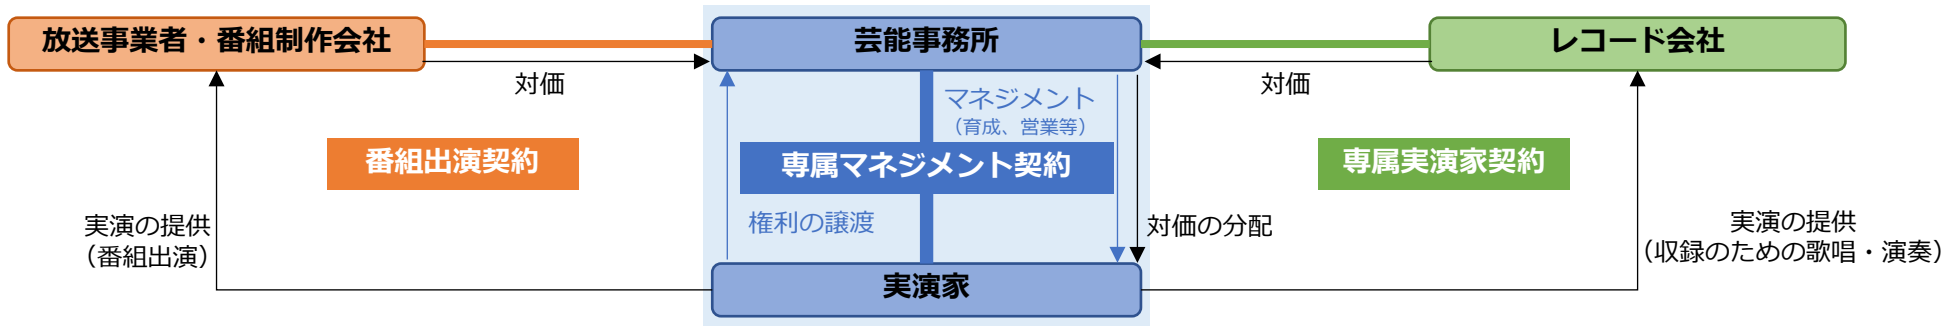 放送事業者・番組制作会社
芸能事務所
レコード会社
対価
対価
マネジメント
（育成、営業等）
番組出演契約
専属マネジメント契約
専属実演家契約
実演の提供
（番組出演）
権利の譲渡
対価の分配
実演の提供
（収録のための歌唱・演奏）
実演家